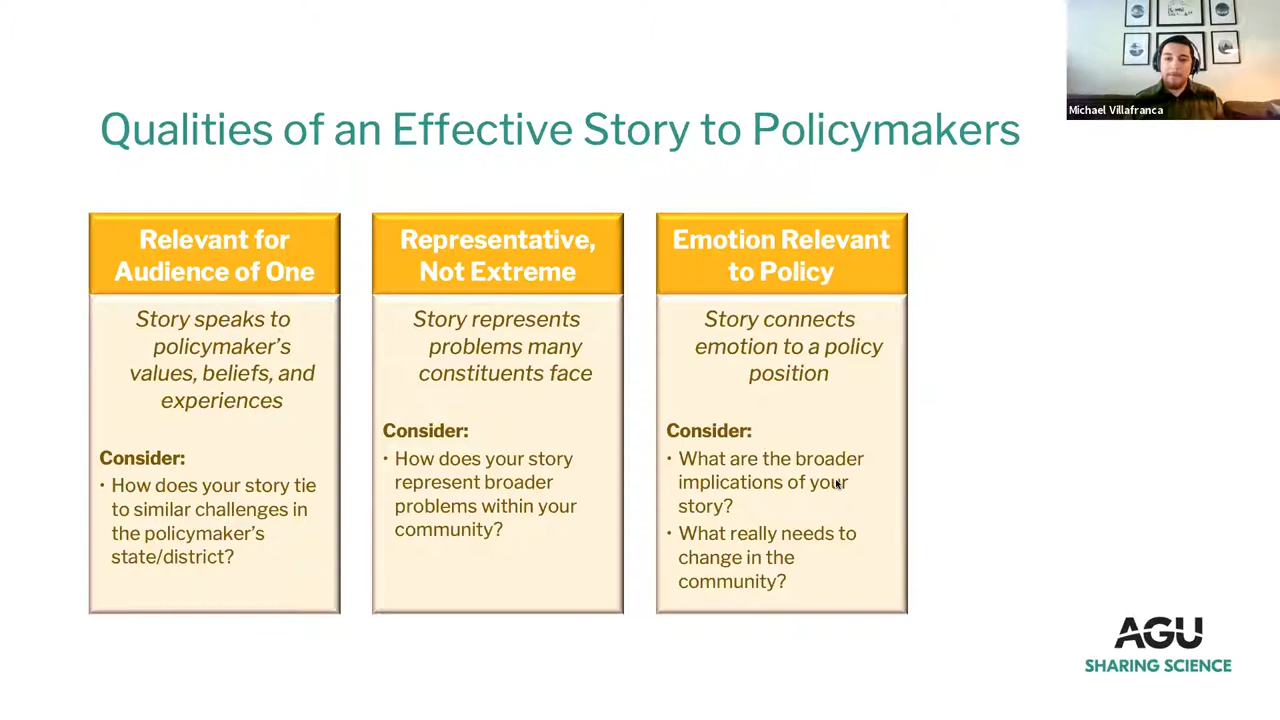 Michael Villafranca
Qualities of an Effective Story to Policymakers
Relevant for
Audience of One
Story speaks to
policymaker's
values, beliefs, and
experiences
Consider:
• How does your story tie
to similar challenges in
the policymaker's
state/district?
Representative,
Not Extreme
Story represents
problems many
constituents face
Consider:
• How does your story
represent broader
problems within your
community?
Emotion Relevant
to Policy
Story connects
emotion to a policy
position
Consider:
• What are the broader
implications of your
story?
• What really needs to
change in the
community?
AGU
SHARING SCIENCE